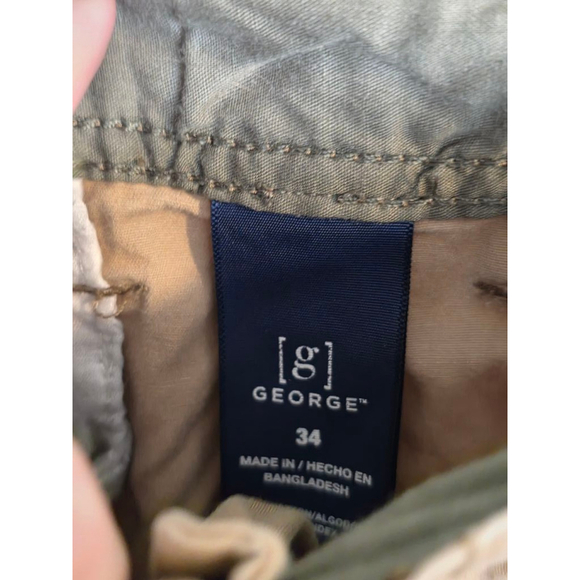 [g]
GEORGE™
34
MADE IN / HECHO EN
BANGLADESH